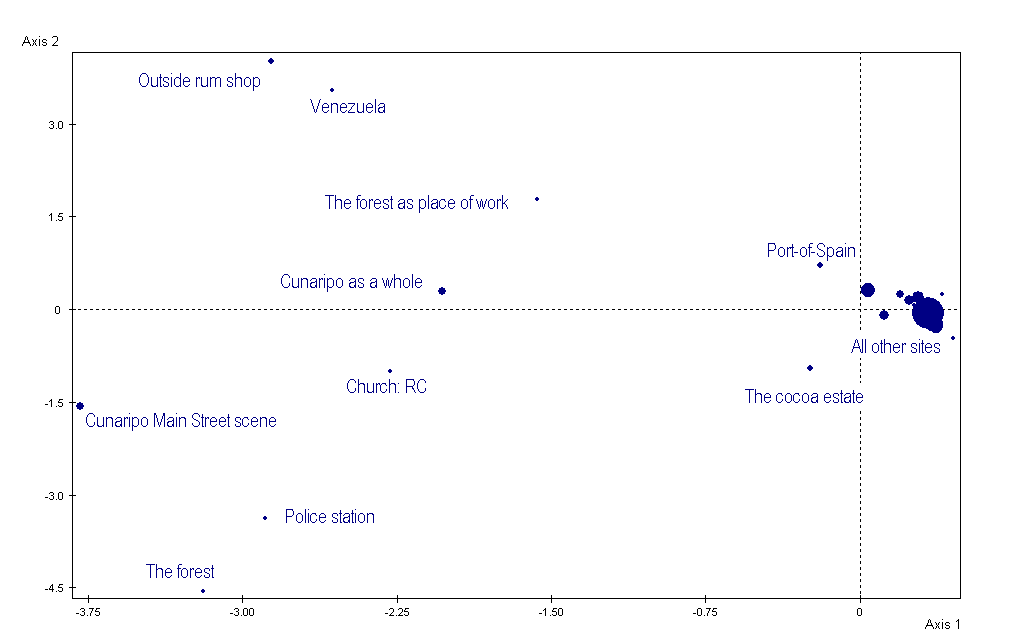 Axis 2
Outside rum shop
Venezuela
3.0
The forest as place of work
1.5
Port-of-Spain
Cunaripo as a whole
0
All other sites
Church: RC
The cocoa estate
-1.5
Cunaripo Main Street scene
-3.0
Police station
The forest
-4.5
-3.75 -3.00 -2.25 -1.50 -0.75 0
Axis 1